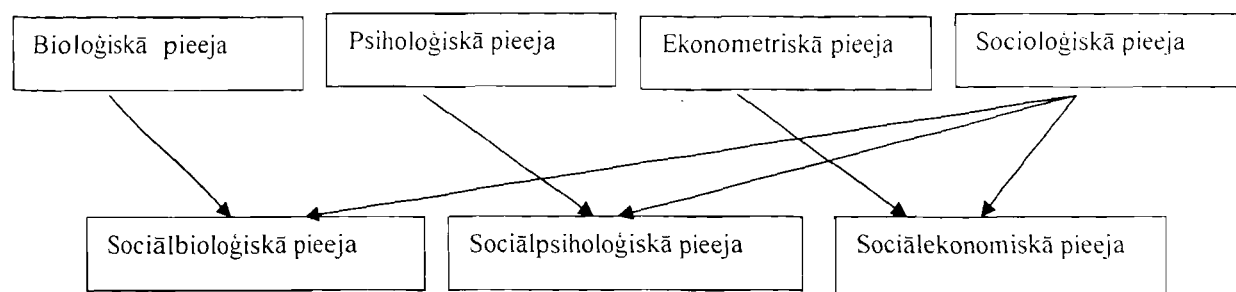 Bioloģiskā pieeja
Psiholoģiskā pieeja
Ekonometriskā pieeja
Socioloģiskā pieeja
Sociālbioloģiskā pieeja
Sociālpsiholoģiskā pieeja
Sociālekonomiskā pieeja